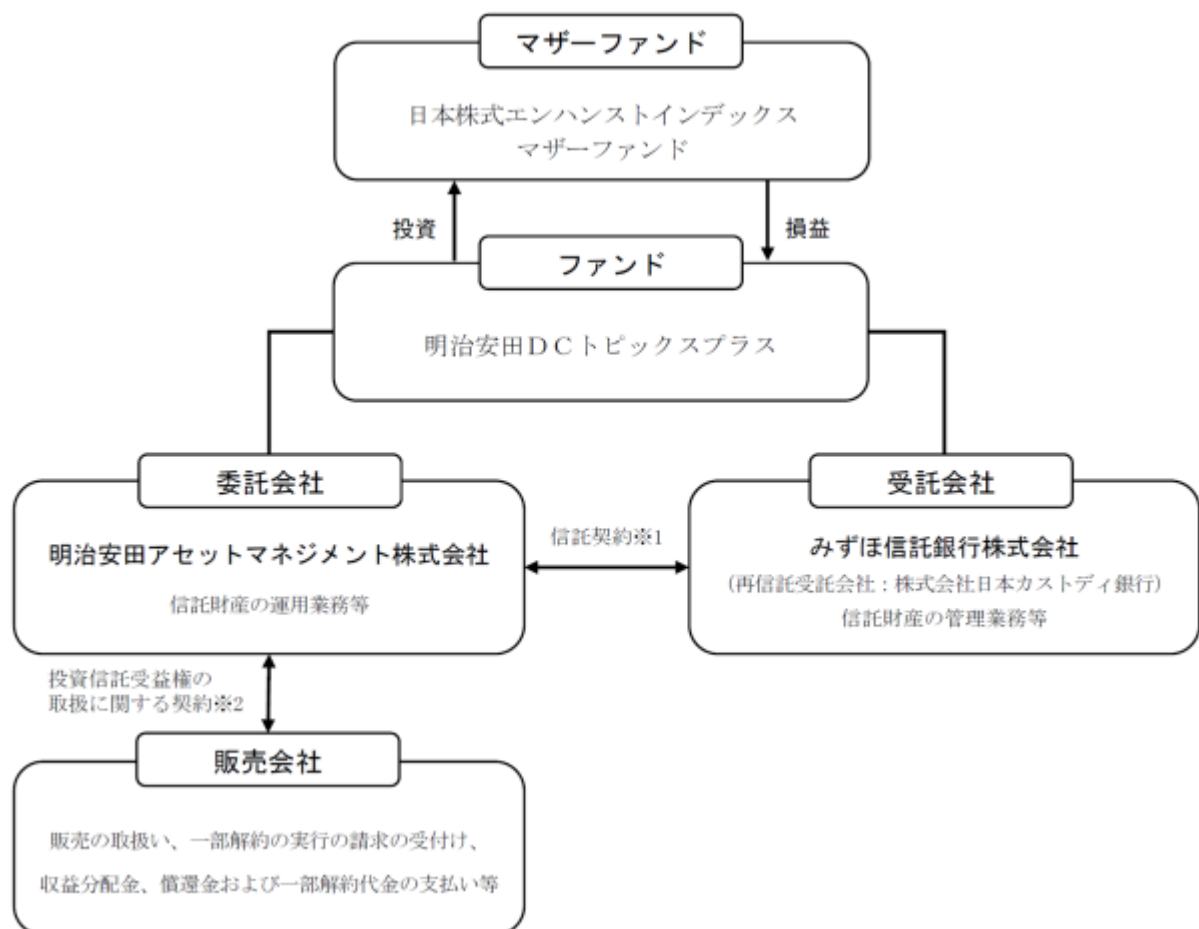 マザーファンド
日本株式エンハンストインデックス
マザーファンド
投資
損益
ファンド
明治安田ＤＣトピックスプラス
委託会社
明治安田アセットマネジメント株式会社
信託財産の運用業務等
信託契約※1
受託会社
みずほ信託銀行株式会社
(再信託受託会社：株式会社日本カストディ銀行)
信託財産の管理業務等
投資信託受益権の
取扱に関する契約※2
販売会社
販売の取扱い、一部解約の実行の請求の受付け、
収益分配金、償還金および一部解約代金の支払い等